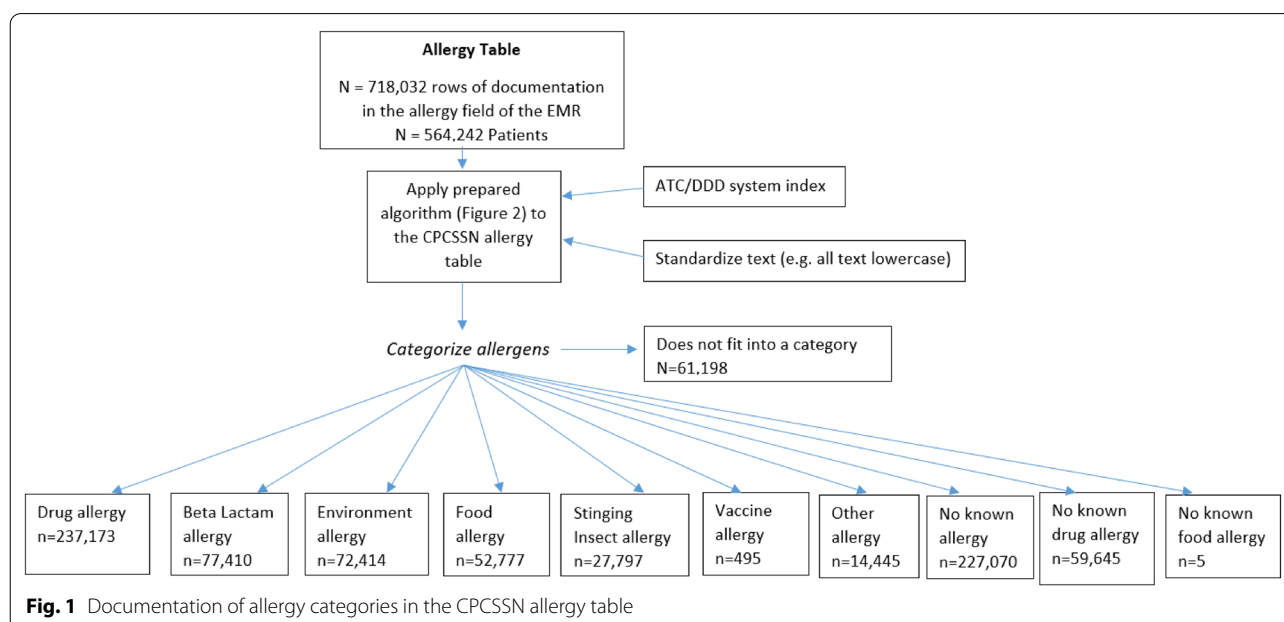 Allergy Table
N = 718,032 rows of documentation
in the allergy field of the EMR
N = 564,242 Patients
Apply prepared
algorithm (Figure 2) to
the CPCSSN allergy
table
ATC/DDD system index
Standardize text (e.g. all text lowercase)
Categorize allergens
Does not fit into a category
N=61,198
Drug allergy
n=237,173
Beta Lactam
allergy
n=77,410
Environment
allergy
n=72,414
Food
allergy
n=52,777
Stinging
Insect allergy
n=27,797
Vaccine
allergy
n=495
Other
allergy
n=14,445
No known
allergy
n=227,070
No known
drug allergy
n=59,645
No known
food allergy
n=5
Fig. 1 Documentation of allergy categories in the CPCSSN allergy table